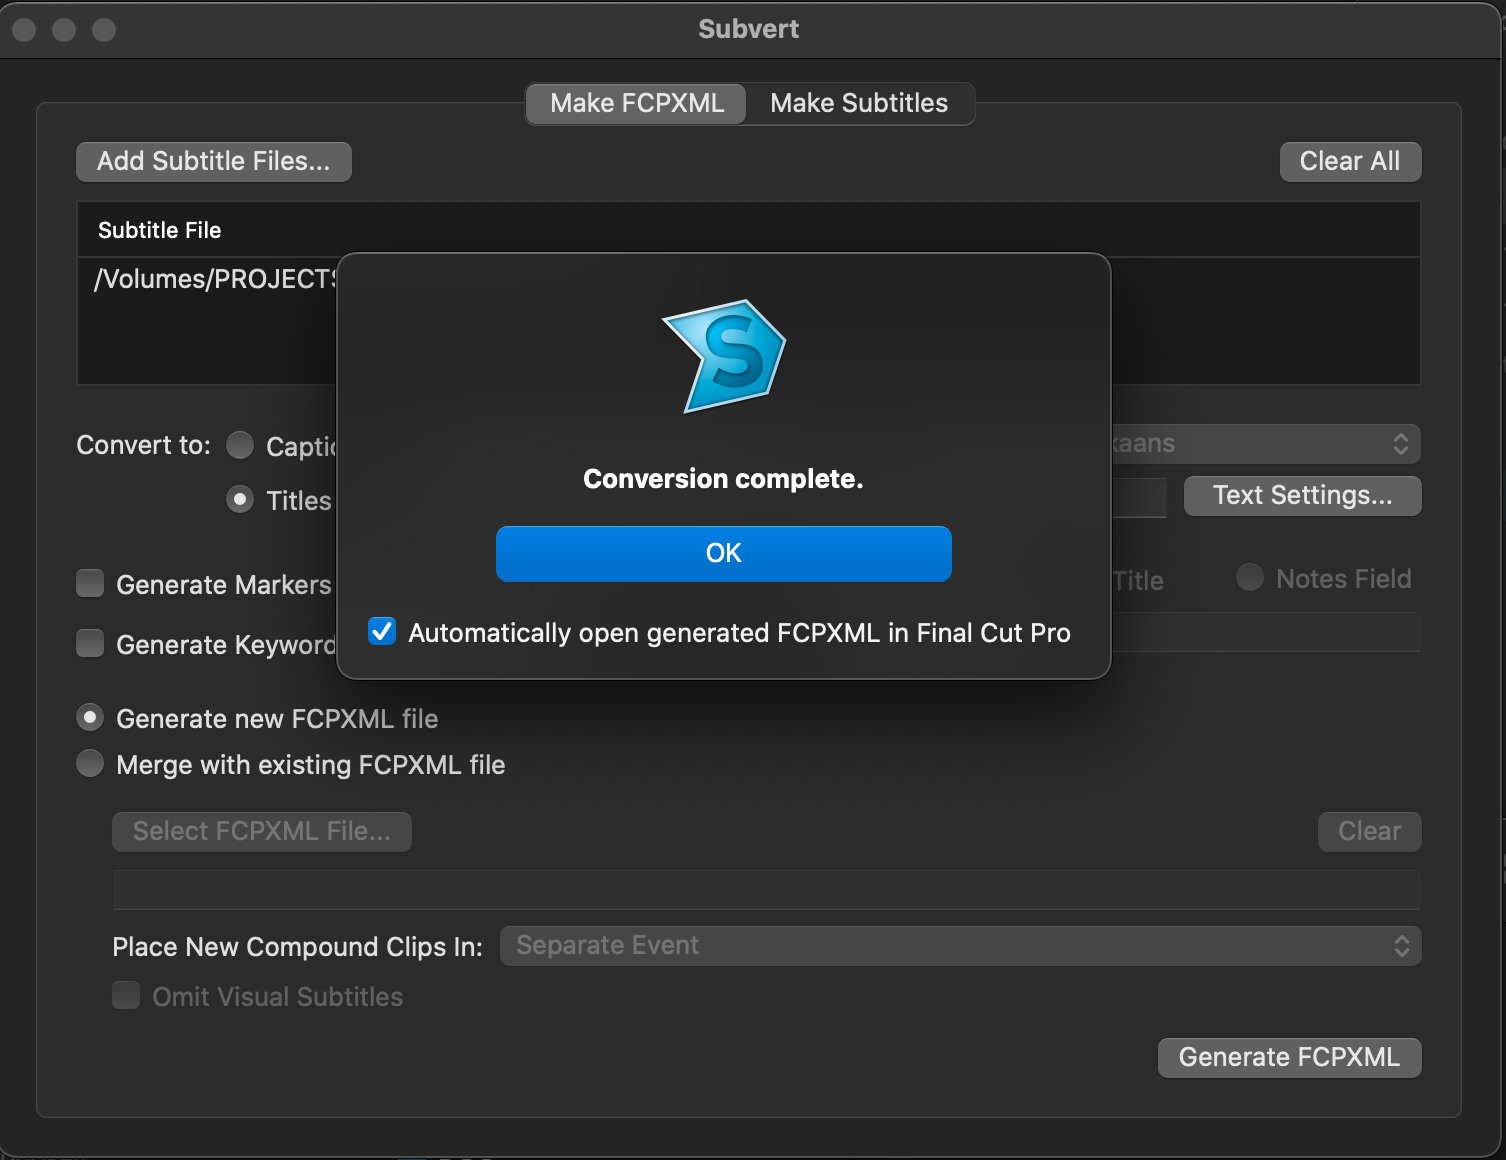 Subvert
Make FCPXML Make Subtitles
Add Subtitle Files... Clear All
Subtitle File
/Volumes/PROJECTS
S
Conversion complete.
OK
Automatically open generated FCPXML in Final Cut Pro
Convert to:
Titles
Text Settings...
Generate Markers
Title Notes Field
Generate Keyword
Generate new FCPXML file
Merge with existing FCPXML file
Select FCPXML File... Clear
Place New Compound Clips In: Separate Event
Omit Visual Subtitles
Generate FCPXML